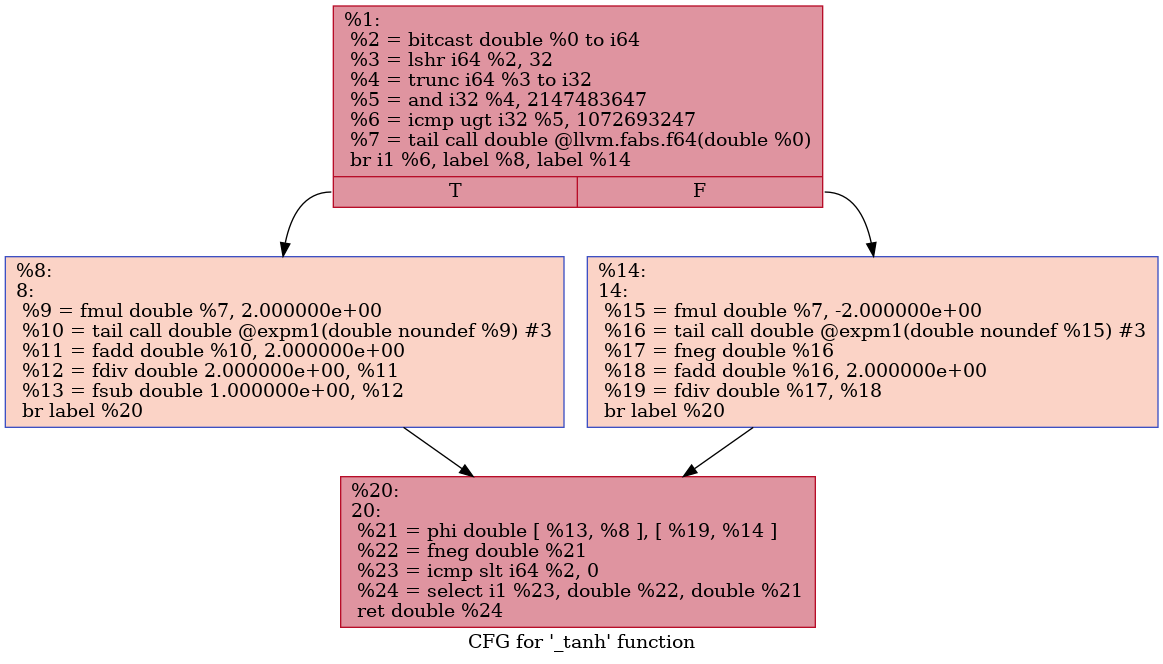 %1:
%2 = bitcast double %0 to i64
%3 = lshr i64 %2, 32
%4 = trunc i64 %3 to i32
%5 = and i32 %4, 2147483647
%6 = icmp ugt i32 %5, 1072693247
%7 = tail call double @llvm.fabs.f64(double %0)
br i1 %6, label %8, label %14
T
F
%8:
8:
%9 = fmul double %7, 2.000000e+00
%10 = tail call double @expm1(double noundef %9) #3
%11 = fadd double %10, 2.000000e+00
%12 = fdiv double 2.000000e+00, %11
%13 = fsub double 1.000000e+00, %12
br label %20
%14:
14:
%15 = fmul double %7, -2.000000e+00
%16 = tail call double @expm1(double noundef %15) #3
%17 = fneg double %16
%18 = fadd double %16, 2.000000e+00
%19 = fdiv double %17, %18
br label %20
%20:
20:
%21 = phi double [ %13, %8 ], [ %19, %14 ]
%22 = fneg double %21
%23 = icmp slt i64 %2, 0
%24 = select i1 %23, double %22, double %21
ret double %24
CFG for '_tanh' function